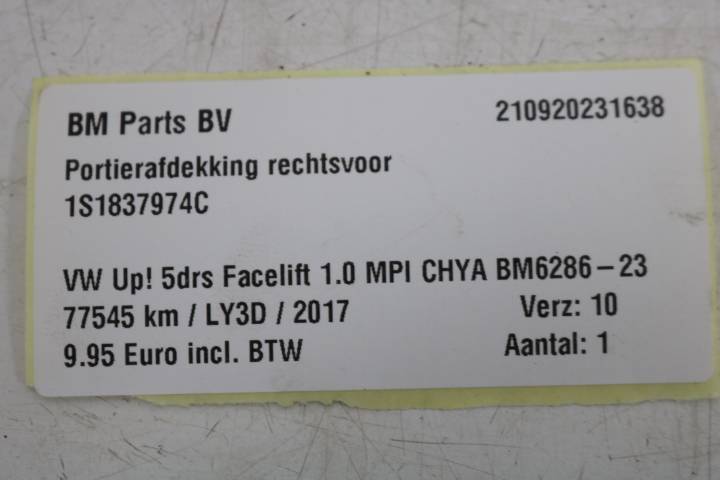 BM Parts BV 210920231638
Portierafdekking rechtsvoor
1S1837974C
VW Up! 5drs Facelift 1.0 MPI CHYA BM6286-23
77545 km / LY3D / 2017 Verz: 10
9.95 Euro incl. BTW Aantal: 1